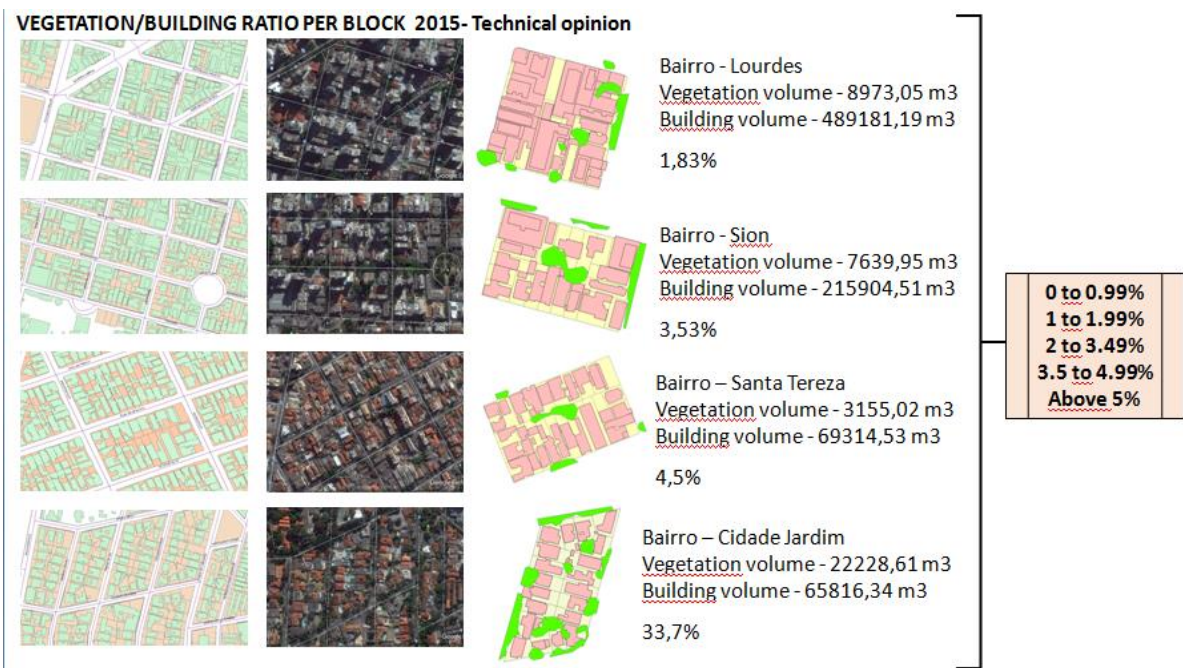 VEGETATION/BUILDING RATIO PER BLOCK 2015- Technical opinion
Bairro - Lourdes
Vegetation volume - 8973,05 m3
Building volume - 489181,19 m3
1,83%
Bairro - Sion
Vegetation volume - 7639,95 m3
Building volume - 215904,51 m3
3,53%
Bairro – Santa Tereza
Vegetation volume - 3155,02 m3
Building volume - 69314,53 m3
4,5%
Bairro – Cidade Jardim
Vegetation volume - 22228,61 m3
Building volume - 65816,34 m3
33,7%
0 to 0.99%
1 to 1.99%
2 to 3.49%
3.5 to 4.99%
Above 5%